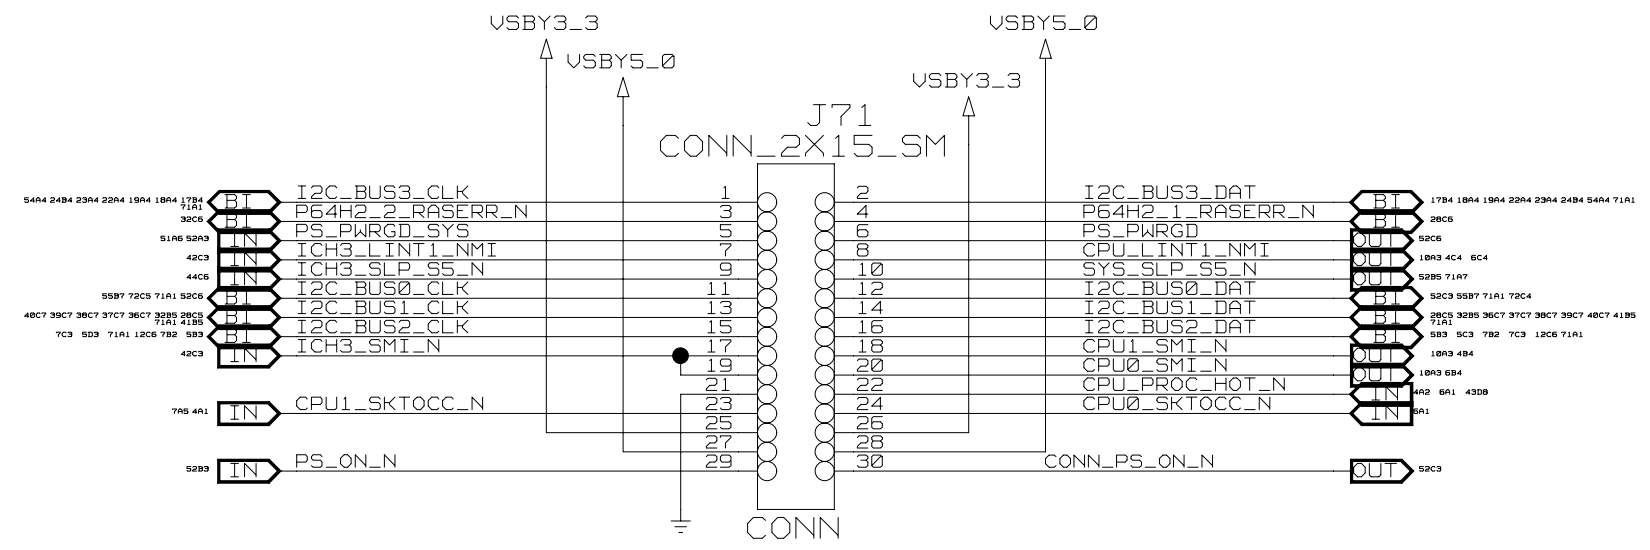 VSBY3_3 VSBY5_0
VSBY5_0
VSBY3_3
J71
CONN_2X15_SM
54A4 24B4 23A4 22A4 19A4 18A4 17B4 BI I2C_BUS3_CLK 1 2 I2C_BUS3_DAT BI 17B4 18A4 19A4 22A4 23A4 24B4 54A4 71A1
71A1
32C6 BI P64H2_2_RASERR_N 3 4 P64H2_1_RASERR_N BI 28C6
51A6 52A3 IN PS_PWRGD_SYS 5 6 PS_PWRGD OUT 52C6
42C3 IN ICH3_LINT1_NMI 7 8 CPU_LINT1_NMI OUT 10A3 4C4 6C4
44C6 IN ICH3_SLP_S5_N 9 10 SYS_SLP_S5_N OUT 52B5 71A7
55B7 72C5 71A1 52C6 BI I2C_BUS0_CLK 11 12 I2C_BUS0_DAT BI 52C3 55B7 71A1 72C4
40C7 39C7 38C7 37C7 36C7 32B5 28C5 BI I2C_BUS1_CLK 13 14 I2C_BUS1_DAT BI 28C5 32B5 36C7 37C7 38C7 39C7 40C7 41B5
71A1 41B5 71A1
7C3 5D3 71A1 12C6 7B2 5B3 BI I2C_BUS2_CLK 15 16 I2C_BUS2_DAT BI 5B3 5C3 7B2 7C3 12C6 71A1
42C3 IN ICH3_SMI_N 17 18 CPU1_SMI_N OUT 10A3 4B4
19 20 CPU0_SMI_N OUT 10A3 6B4
21 22 CPU_PROC_HOT_N IN 4A2 6A1 43D8
7A5 4A1 IN CPU1_SKTOCC_N 23 24 CPU0_SKTOCC_N IN 6A1
25 26
27 28
52B3 IN PS_ON_N 29 30 CONN_PS_ON_N OUT 52C3
CONN